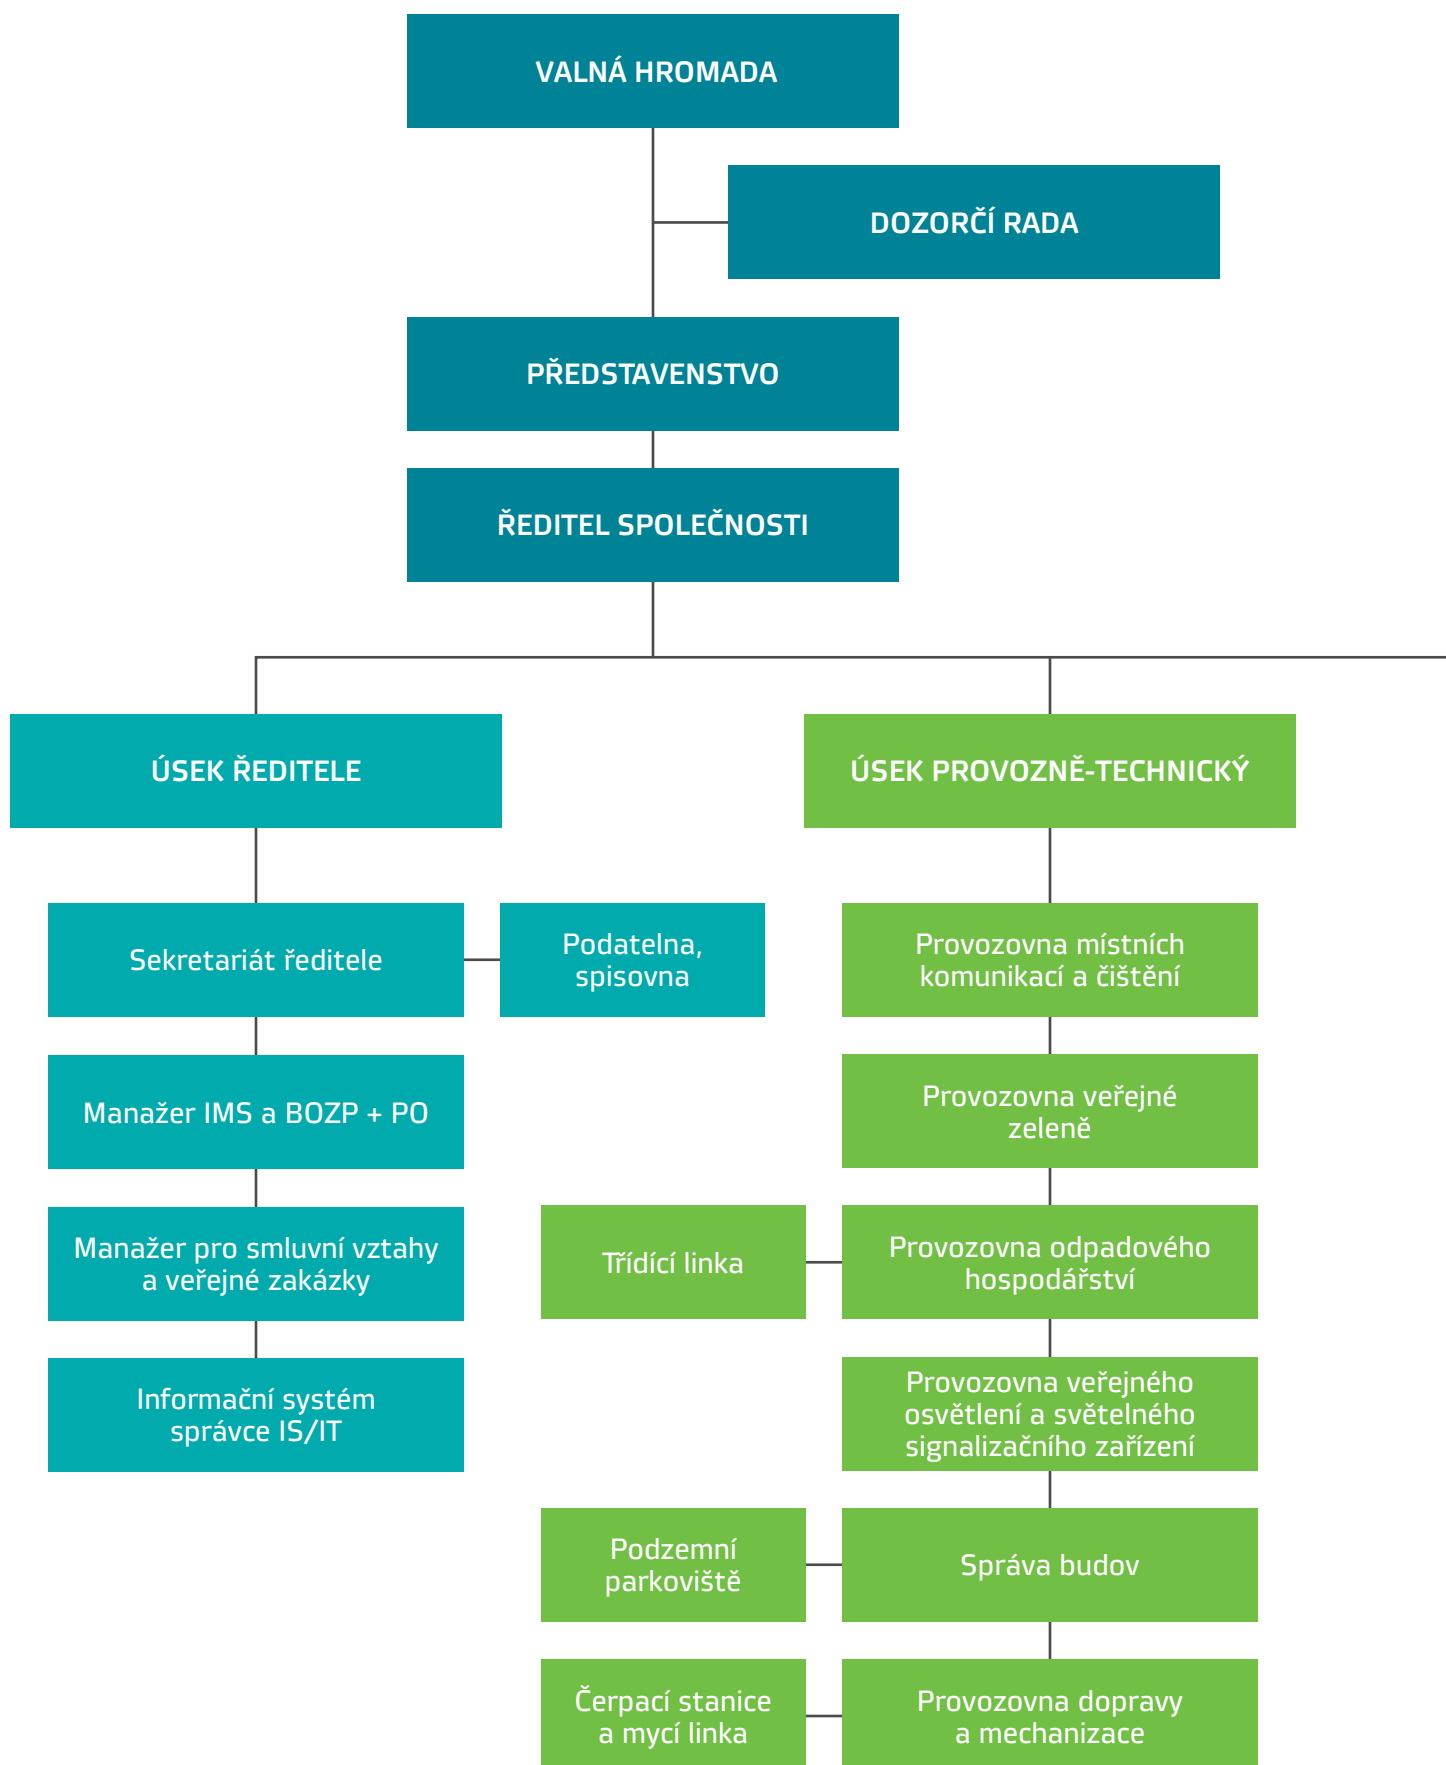 VALNÁ HROMADA
DOZORČÍ RADA
PŘEDSTAVENSTVO
ŘEDITEL SPOLEČNOSTI
ÚSEK ŘEDITELE
ÚSEK PROVOZNĚ-TECHNICKÝ
Sekretariát ředitele
Podatelna,
spisovna
Provozovna místních
komunikací a čištění
Manažer IMS a BOZP + PO
Provozovna veřejné
zeleně
Manažer pro smluvní vztahy
a veřejné zakázky
Třídící linka
Provozovna odpadového
hospodářství
Informační systém
správce IS/IT
Provozovna veřejného
osvětlení a světelného
signalizačního zařízení
Podzemní
parkoviště
Správa budov
Čerpací stanice
a mycí linka
Provozovna dopravy
a mechanizace